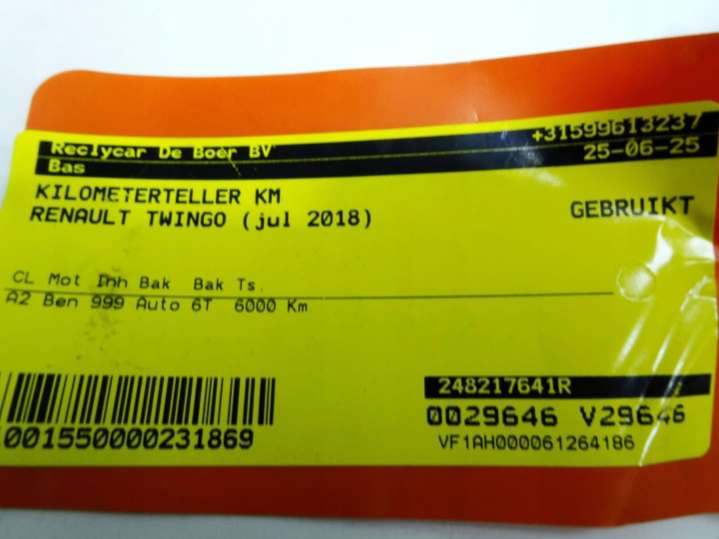 Reclycar De Boer BV +31599613237
Bas 25-06-25
KILOMETERTELLER KM
RENAULT TWINGO (jul 2018) GEBRUIKT
CL Mot Inh Bak Bak Ts.
A2 Ben 999 Auto 6T 6000 Km
248217641R
0029646 V29646
001550000231869
VF1AH000061264186